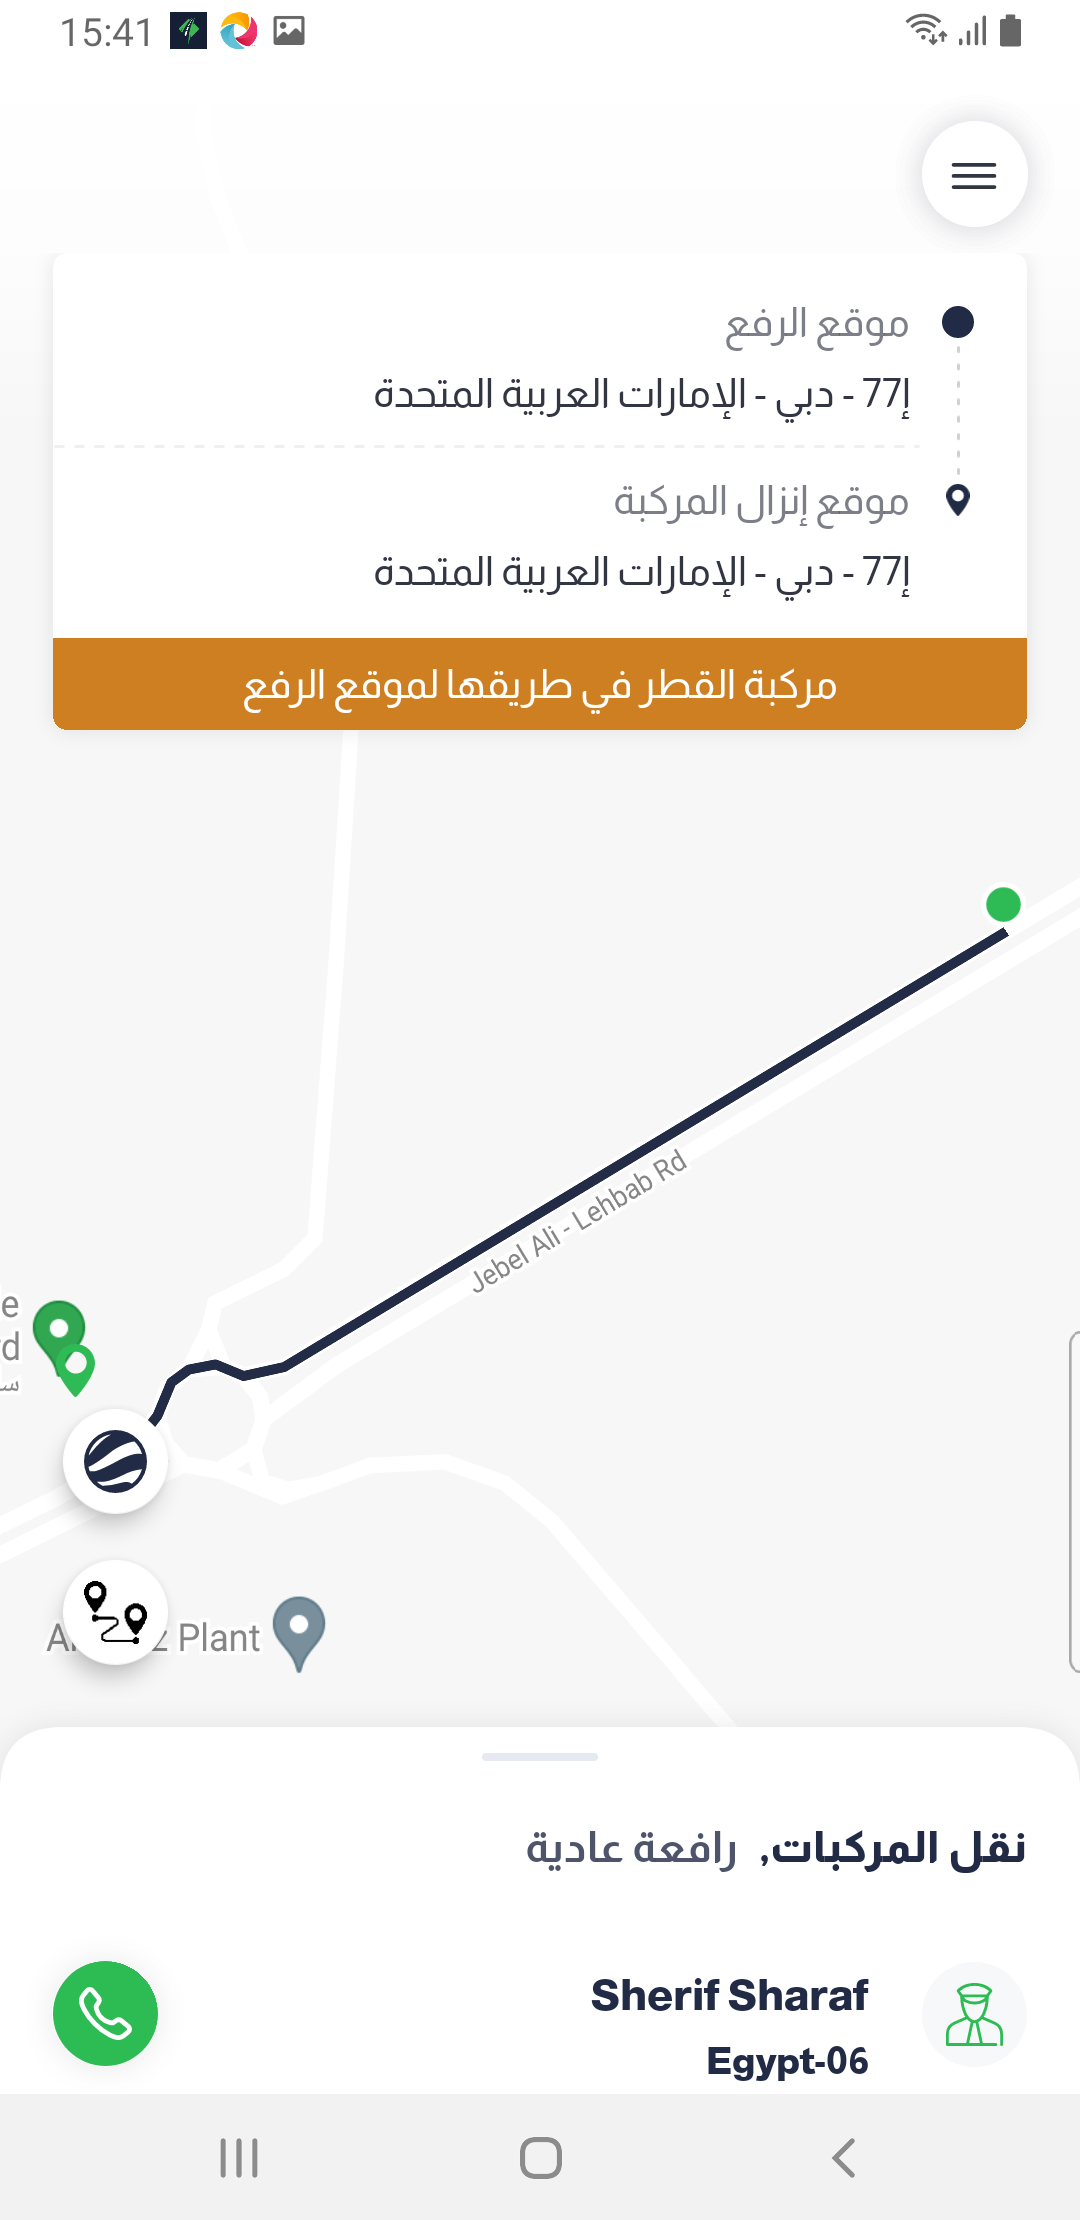 15:41
موقع الرفع
إ77 - دبي - الإمارات العربية المتحدة
موقع إنزال المركبة
إ77 - دبي - الإمارات العربية المتحدة
مركبة القطر في طريقها لموقع الرفع
Jebel Ali - Lehbab Rd
e
d
Plant
نقل المركبات, رافعة عادية
Sherif Sharaf
Egypt-06